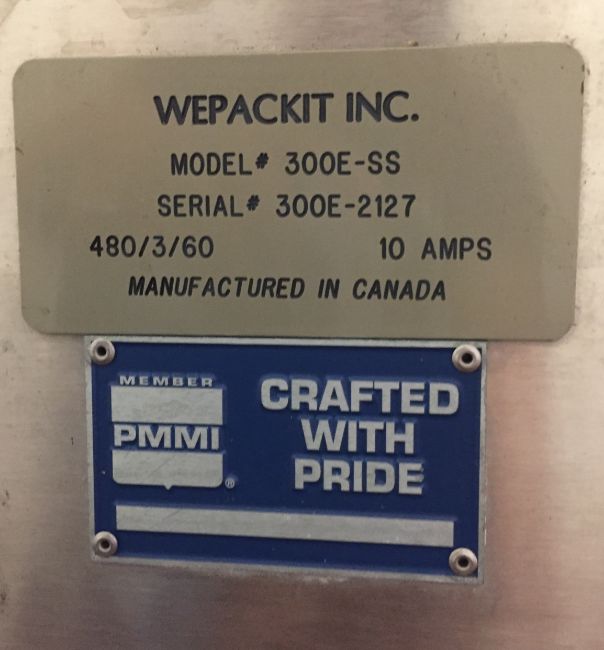 WEPACKIT INC.
MODEL# 300E-SS
SERIAL# 300E-2127
480/3/60 10 AMPS
MANUFACTURED IN CANADA
MEMBER
PMMI
®
CRAFTED
WITH
PRIDE